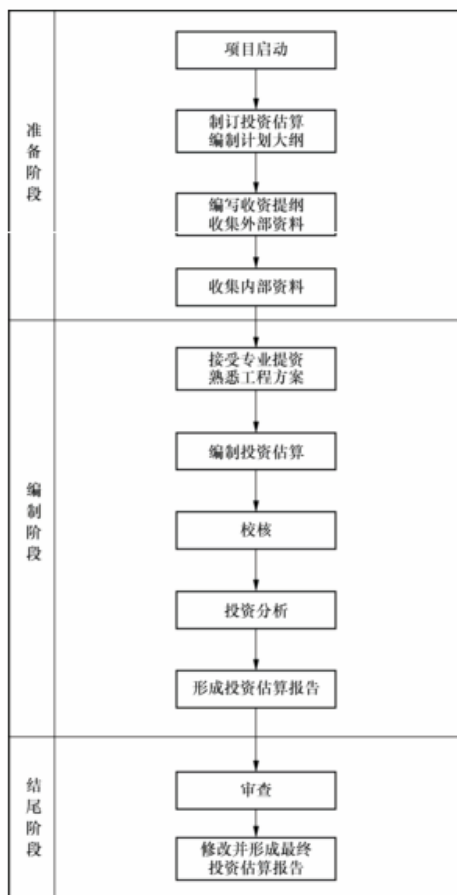 准备阶段
项目启动
制订投资估算
编制计划大纲
编写收资提纲
收集外部资料
收集内部资料
编制阶段
接受专业提资
熟悉工程方案
编制投资估算
校核
投资分析
形成投资估算报告
结尾阶段
审查
修改并形成最终
投资估算报告